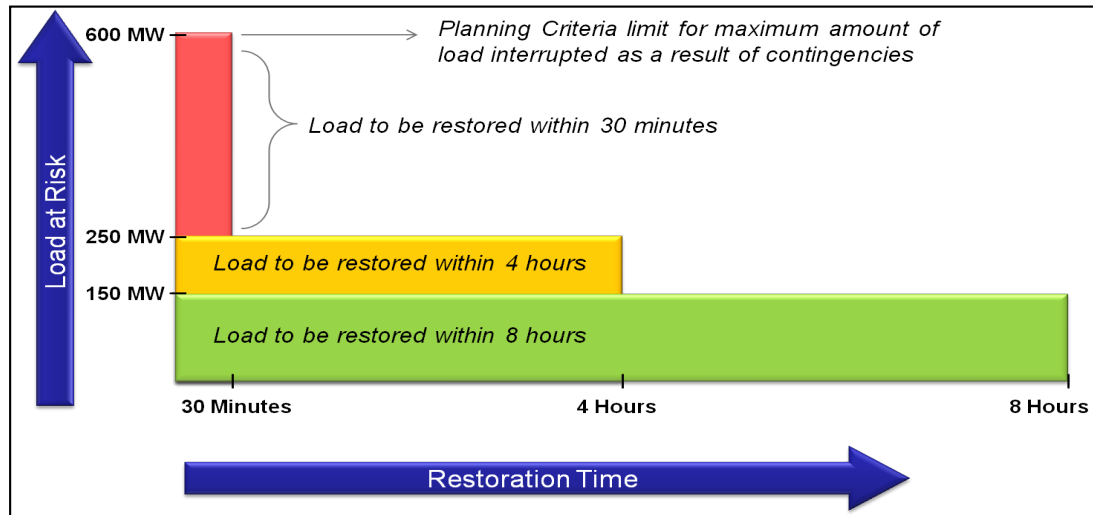 600 MW
Planning Criteria limit for maximum amount of
load interrupted as a result of contingencies
Load to be restored within 30 minutes
Load at Risk
250 MW
Load to be restored within 4 hours
150 MW
Load to be restored within 8 hours
30 Minutes
4 Hours
8 Hours
Restoration Time